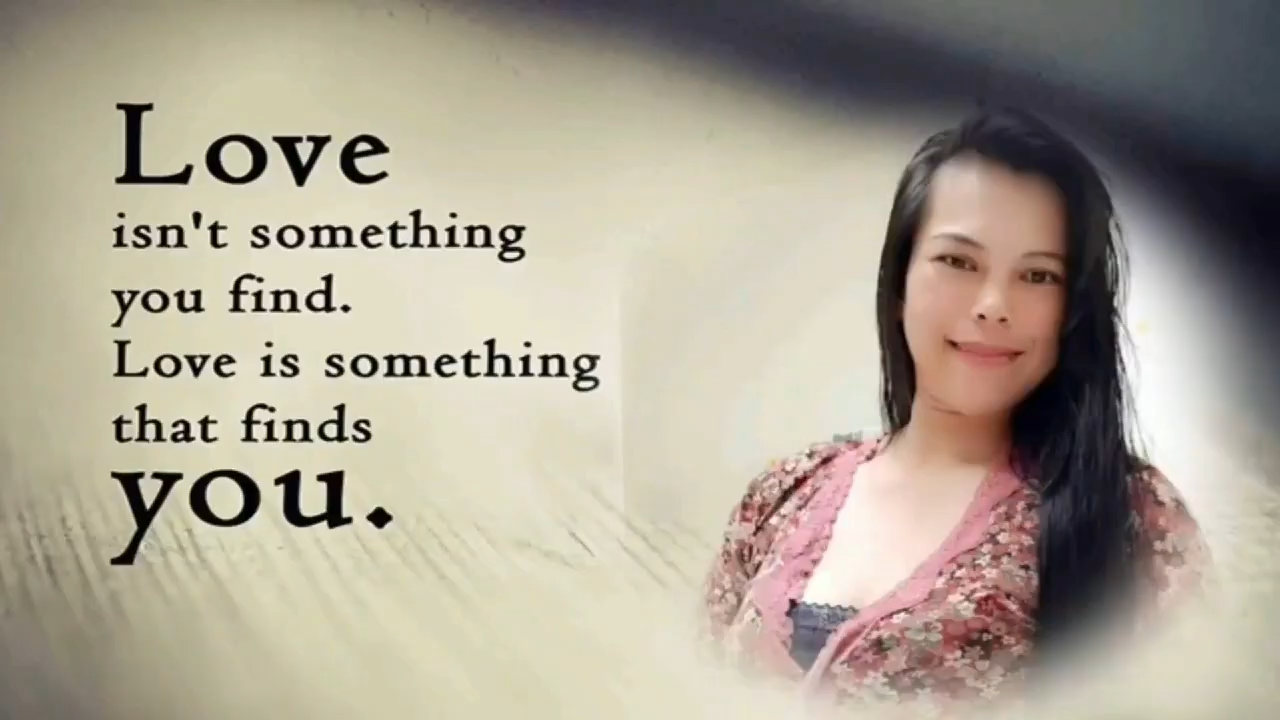 Love
isn't something
you find.
Love is something
that finds
you.